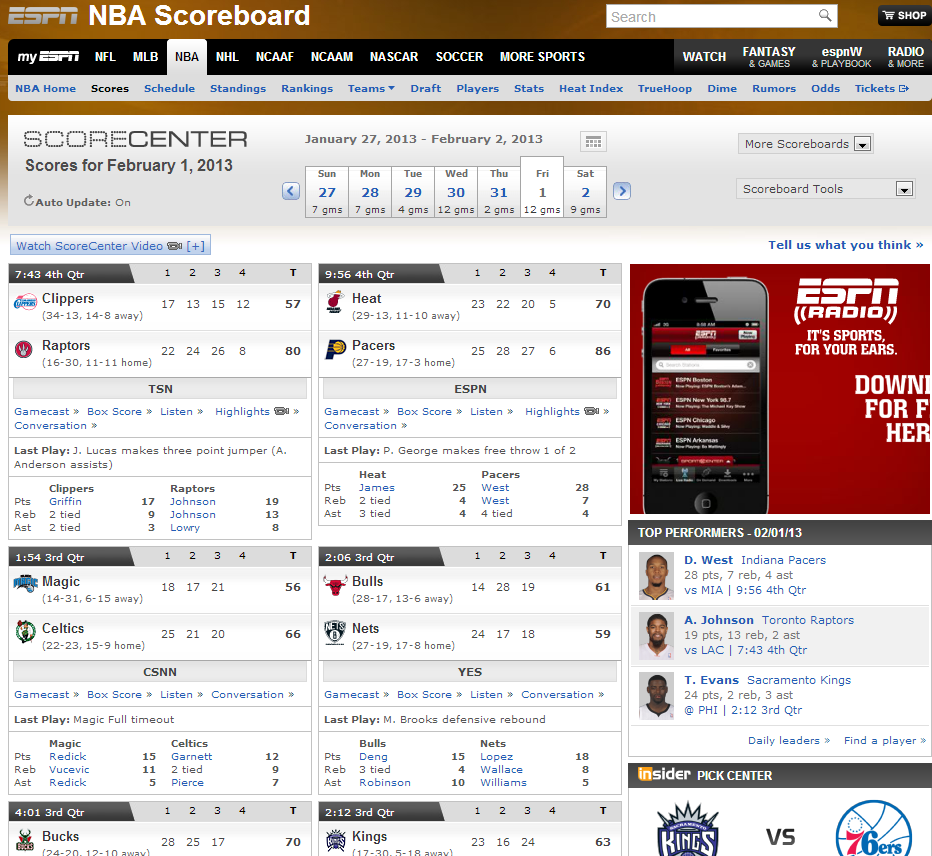 ESPN NBA Scoreboard
Search
SHOP
my ESPN NFL MLB NBA NHL NCAAF NCAAM NASCAR SOCCER MORE SPORTS
WATCH FANTASY & GAMES espnW & PLAYBOOK RADIO & MORE
NBA Home Scores Schedule Standings Rankings Teams Draft Players Stats Heat Index TrueHoop Dime Rumors Odds Tickets
SCORECENTER
Scores for February 1, 2013
Auto Update: On
January 27, 2013 - February 2, 2013
Sun Mon Tue Wed Thu Fri Sat
27 28 29 30 31 1 2
7 gms 7 gms 4 gms 12 gms 2 gms 12 gms 9 gms
More Scoreboards
Scoreboard Tools
Watch ScoreCenter Video [+]
Tell us what you think »
7:43 4th Qtr 1 2 3 4 T
Clippers 17 13 15 12 57
(34-13, 14-8 away)
Raptors 22 24 26 8 80
(16-30, 11-11 home)
TSN
Gamecast » Box Score » Listen » Highlights »
Conversation »
Last Play: J. Lucas makes three point jumper (A.
Anderson assists)
Clippers Raptors
Pts Griffin 17 Johnson 19
Reb 2 tied 9 Johnson 13
Ast 2 tied 3 Lowry 8
9:56 4th Qtr 1 2 3 4 T
Heat 23 22 20 5 70
(29-13, 11-10 away)
Pacers 25 28 27 6 86
(27-19, 17-3 home)
ESPN
Gamecast » Box Score » Listen » Highlights »
Conversation »
Last Play: P. George makes free throw 1 of 2
Heat Pacers
Pts James 25 West 28
Reb 2 tied 4 West 7
Ast 3 tied 4 4 tied 4
1:54 3rd Qtr 1 2 3 4 T
Magic 18 17 21 56
(14-31, 6-15 away)
Celtics 25 21 20 66
(22-23, 15-9 home)
CSNN
Gamecast » Box Score » Listen » Conversation »
Last Play: Magic Full timeout
Magic Celtics
Pts Redick 15 Garnett 12
Reb Vucevic 11 2 tied 9
Ast Redick 5 Pierce 7
2:06 3rd Qtr 1 2 3 4 T
Bulls 14 28 19 61
(28-17, 13-6 away)
Nets 24 17 18 59
(27-19, 17-8 home)
YES
Gamecast » Box Score » Listen » Conversation »
Last Play: M. Brooks defensive rebound
Bulls Nets
Pts Deng 15 Lopez 18
Reb 3 tied 4 Wallace 8
Ast Robinson 10 Williams 5
4:01 3rd Qtr 1 2 3 4 T
Bucks 28 25 17 70
(24-20, 12-10 away)
2:12 3rd Qtr 1 2 3 4 T
Kings 23 16 24 63
(17-30, 5-18 away)
ESPN
((RADIO))
IT'S SPORTS,
FOR YOUR EARS.
DOWN
FOR F
HER
ESPN Boston
ESPN New York 98.7
ESPN Chicago
ESPN Arkansas
TOP PERFORMERS - 02/01/13
D. West Indiana Pacers
28 pts, 7 reb, 4 ast
vs MIA | 9:56 4th Qtr
A. Johnson Toronto Raptors
19 pts, 13 reb, 2 ast
vs LAC | 7:43 4th Qtr
T. Evans Sacramento Kings
24 pts, 2 reb, 3 ast
@ PHI | 2:12 3rd Qtr
Daily leaders » Find a player »
insider PICK CENTER
SACRAMENTO
KINGS
VS
76ers